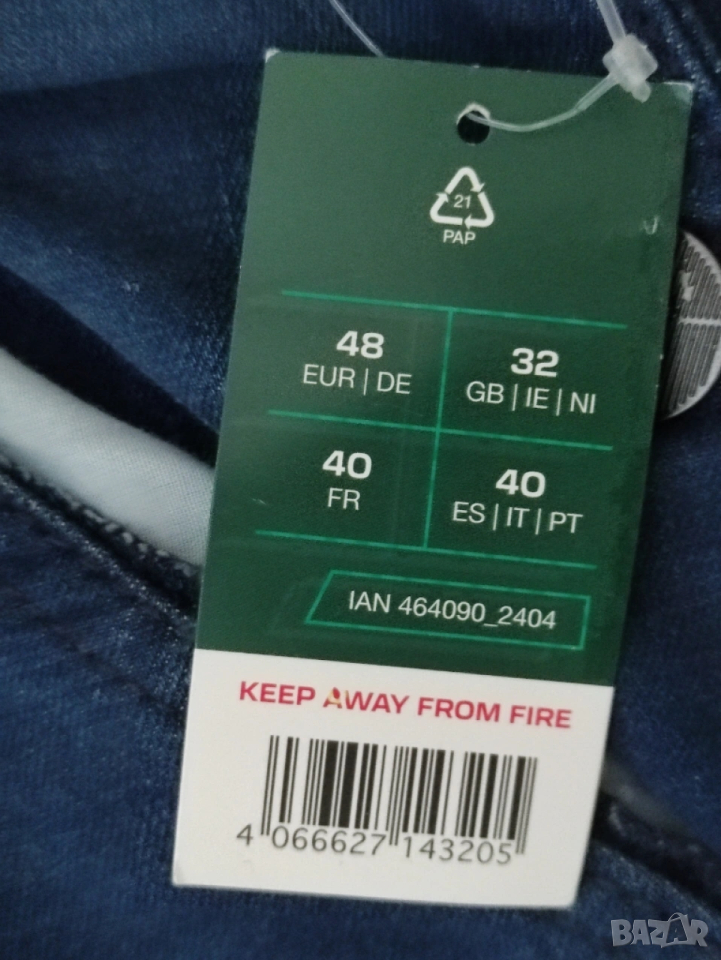 21
PAP
48
EUR | DE
32
GB | IE | NI
40
FR
40
ES | IT | PT
IAN 464090_2404
KEEP AWAY FROM FIRE
4 066627 143205
BAZAR